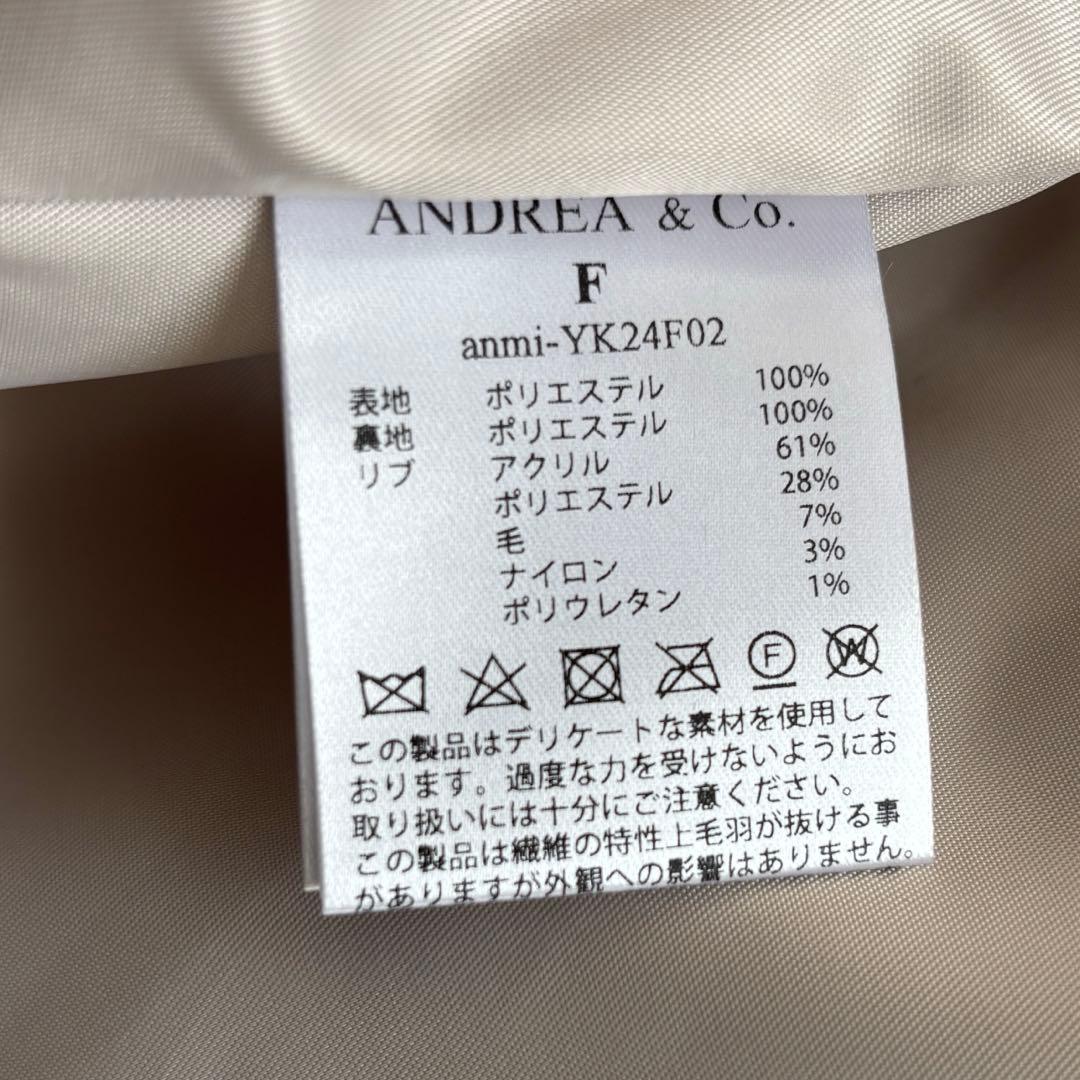 ANDREA & Co.
F
anmi-YK24F02
表地 ポリエステル 100%
裏地 ポリエステル 100%
リブ アクリル 61%
ポリエステル 28%
毛 7%
ナイロン 3%
ポリウレタン 1%
F W
この製品はデリケートな素材を使用して
おります。過度な力を受けないようにお
取り扱いには十分にご注意ください。
この製品は繊維の特性上毛羽が抜ける事
がありますが外観への影響はありません。